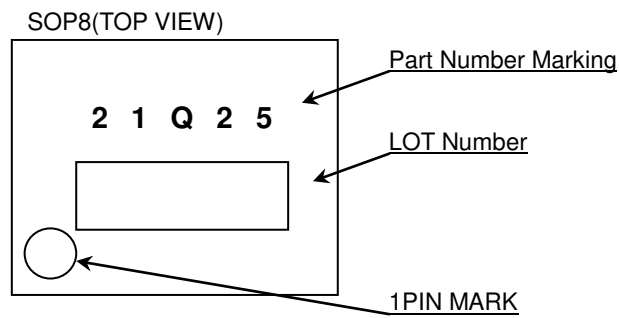 SOP8(TOP VIEW)
Part Number Marking
2 1 Q 2 5
LOT Number
1PIN MARK